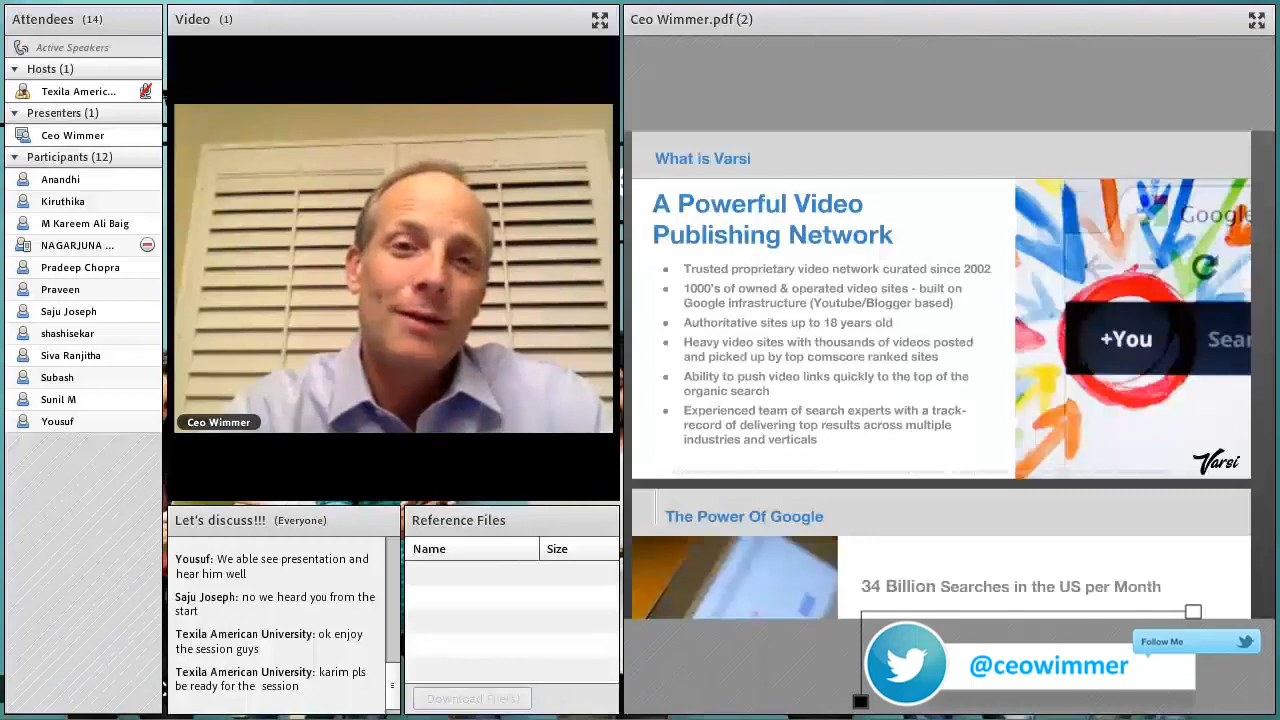 Attendees (14)
Active Speakers
Hosts (1)
Texila Americ...
Presenters (1)
Ceo Wimmer
Participants (12)
Anandhi
Kiruthika
M Kareem Ali Baig
NAGARJUNA ...
Pradeep Chopra
Praveen
Saju Joseph
shashisekar
Siva Ranjitha
Subash
Sunil M
Yousuf
Video (1)
Ceo Wimmer
Let's discuss!!! (Everyone)
Yousuf: We able see presentation and
hear him well
Saju Joseph: no we heard you from the
start
Texila American University: ok enjoy
the session guys
Texila American University: karim pls
be ready for the session
Reference Files
Name Size
Download File(s)
Ceo Wimmer.pdf (2)
What is Varsi
A Powerful Video
Publishing Network
• Trusted proprietary video network curated since 2002
• 1000's of owned & operated video sites - built on
Google infrastructure (Youtube/Blogger based)
• Authoritative sites up to 18 years old
• Heavy video sites with thousands of videos posted
and picked up by top comscore ranked sites
• Ability to push video links quickly to the top of the
organic search
• Experienced team of search experts with a track-
record of delivering top results across multiple
industries and verticals
Google
+You Sear
Varsi
The Power Of Google
34 Billion Searches in the US per Month
Follow Me
@ceowimmer